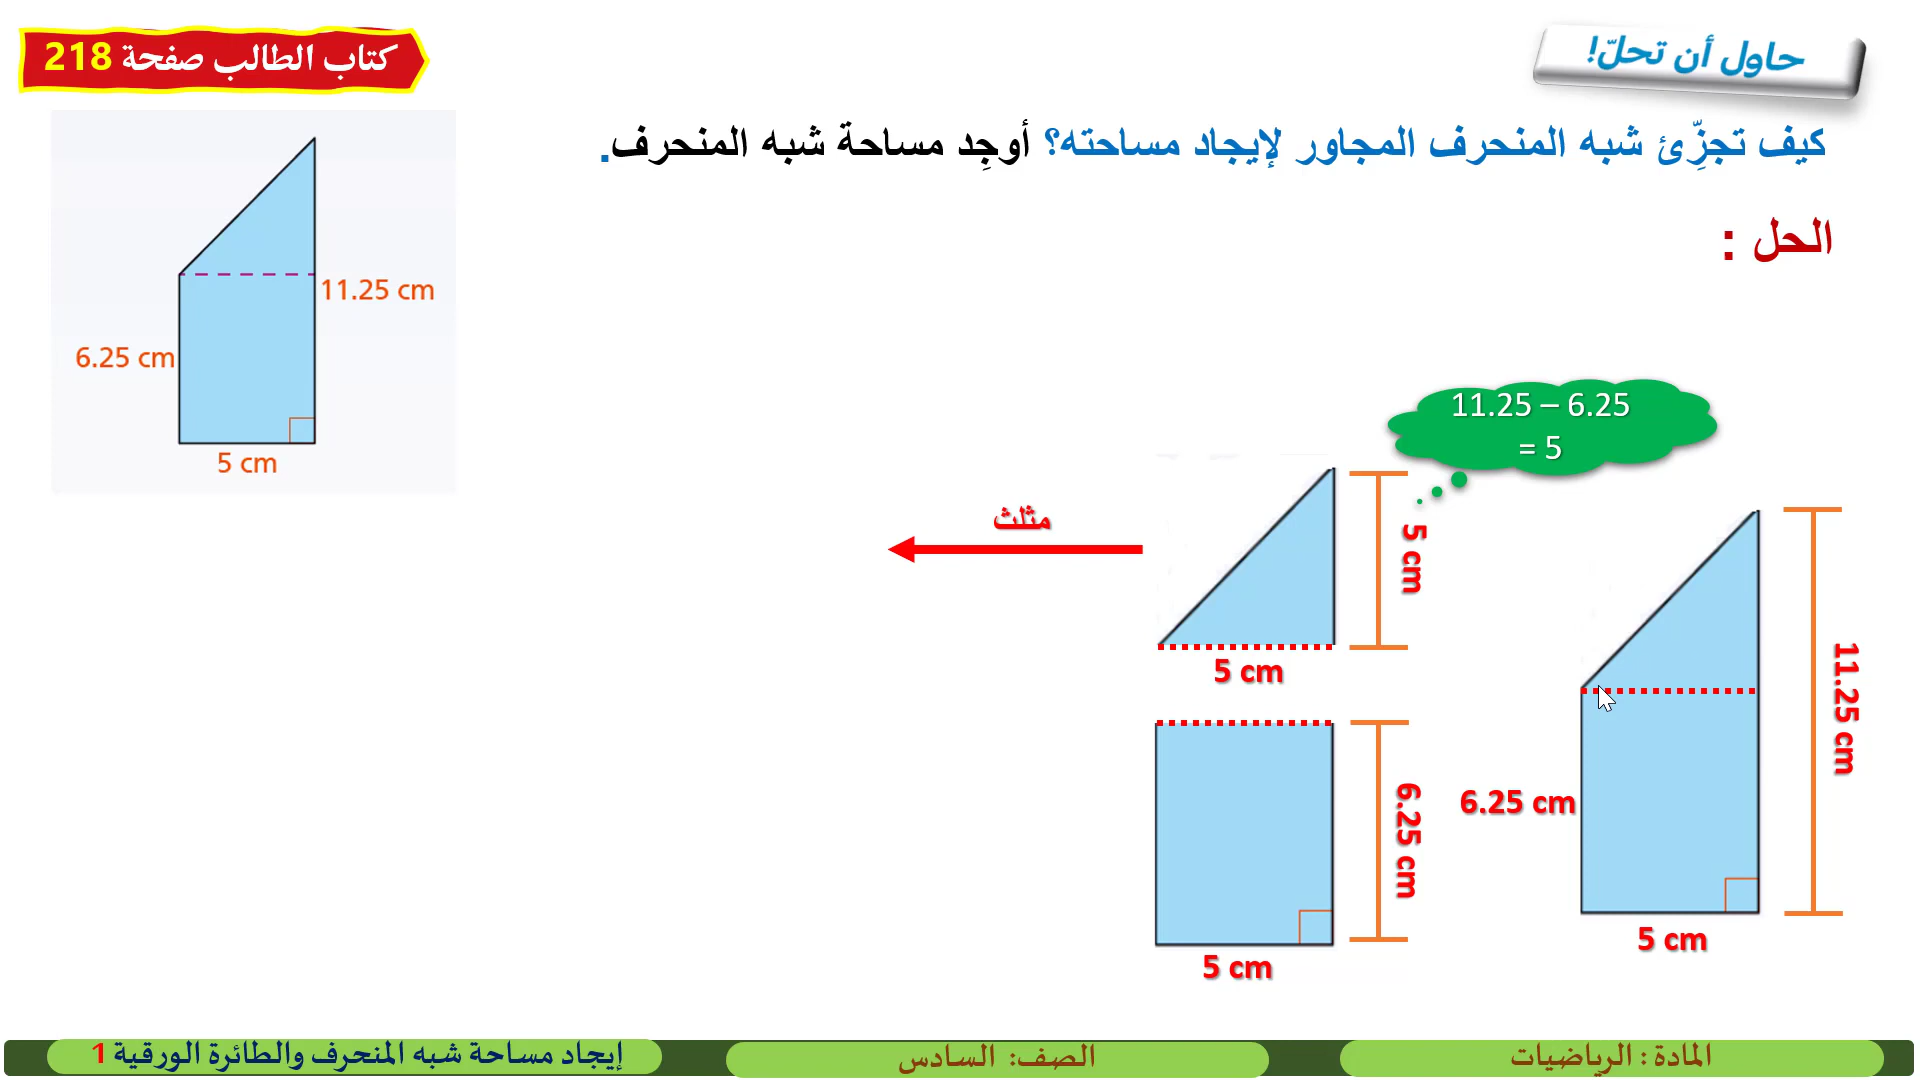 حاول أن تحلّ!
كتاب الطالب صفحة 218
كيف تجزِّئ شبه المنحرف المجاور لإيجاد مساحته؟ أوجِد مساحة شبه المنحرف.
الحل :
11.25 cm
6.25 cm
5 cm
11.25 – 6.25
= 5
مثلث
5 cm
5 cm
6.25 cm
5 cm
11.25 cm
6.25 cm
5 cm
المادة : الرياضيات
الصف: السادس
إيجاد مساحة شبه المنحرف والطائرة الورقية 1